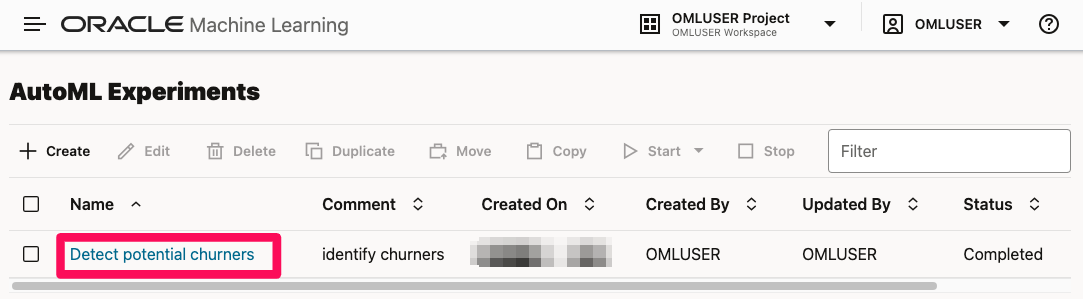 ORACLE Machine Learning
OMLUSER Project
OMLUSER Workspace
OMLUSER
?
AutoML Experiments
+ Create Edit Delete Duplicate Move Copy Start Stop Filter
Name Comment Created On Created By Updated By Status
Detect potential churners identify churners OMLUSER OMLUSER Completed